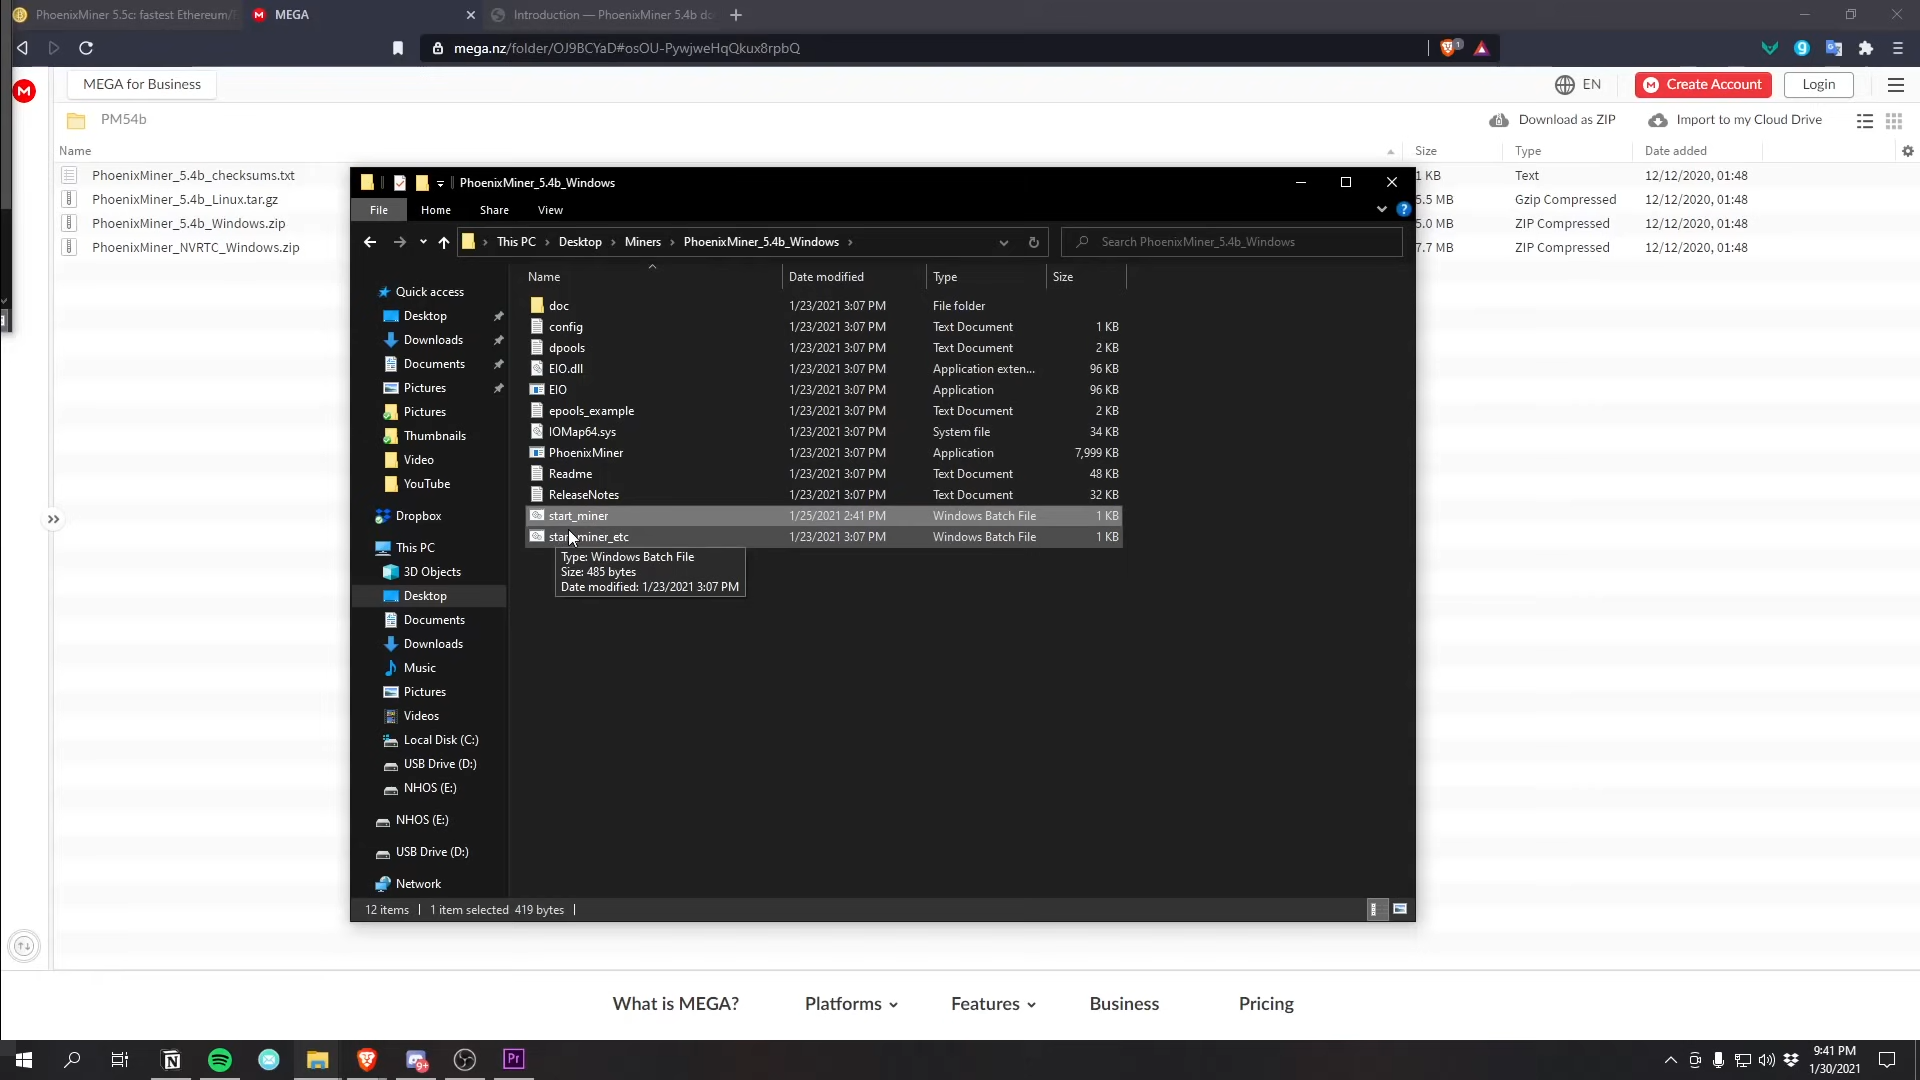 PhoenixMiner 5.5c: fastest Ethereum/
MEGA
Introduction — PhoenixMiner 5.4b do
mega.nz/folder/OJ9BCYaD#osOU-PywjweHqQkux8rpbQ
MEGA for Business
EN
Create Account
Login
PM54b
Download as ZIP
Import to my Cloud Drive
Name
Size
Type
Date added
PhoenixMiner_5.4b_checksums.txt
1 KB
Text
12/12/2020, 01:48
PhoenixMiner_5.4b_Linux.tar.gz
5.5 MB
Gzip Compressed
12/12/2020, 01:48
PhoenixMiner_5.4b_Windows.zip
5.0 MB
ZIP Compressed
12/12/2020, 01:48
PhoenixMiner_NVRTC_Windows.zip
7.7 MB
ZIP Compressed
12/12/2020, 01:48
PhoenixMiner_5.4b_Windows
File
Home
Share
View
This PC > Desktop > Miners > PhoenixMiner_5.4b_Windows >
Search PhoenixMiner_5.4b_Windows
Name
Date modified
Type
Size
Quick access
Desktop
Downloads
Documents
Pictures
Pictures
Thumbnails
Video
YouTube
Dropbox
This PC
3D Objects
Desktop
Documents
Downloads
Music
Pictures
Videos
Local Disk (C:)
USB Drive (D:)
NHOS (E:)
NHOS (E:)
USB Drive (D:)
Network
doc 1/23/2021 3:07 PM File folder
config 1/23/2021 3:07 PM Text Document 1 KB
dpools 1/23/2021 3:07 PM Text Document 2 KB
EIO.dll 1/23/2021 3:07 PM Application exten... 96 KB
EIO 1/23/2021 3:07 PM Application 96 KB
epools_example 1/23/2021 3:07 PM Text Document 2 KB
IOMap64.sys 1/23/2021 3:07 PM System file 34 KB
PhoenixMiner 1/23/2021 3:07 PM Application 7,999 KB
Readme 1/23/2021 3:07 PM Text Document 48 KB
ReleaseNotes 1/23/2021 3:07 PM Text Document 32 KB
start_miner 1/25/2021 2:41 PM Windows Batch File 1 KB
start_miner_etc 1/23/2021 3:07 PM Windows Batch File 1 KB
Type: Windows Batch File
Size: 485 bytes
Date modified: 1/23/2021 3:07 PM
12 items
1 item selected 419 bytes
What is MEGA?
Platforms
Features
Business
Pricing
9+
Pr
9:41 PM
1/30/2021